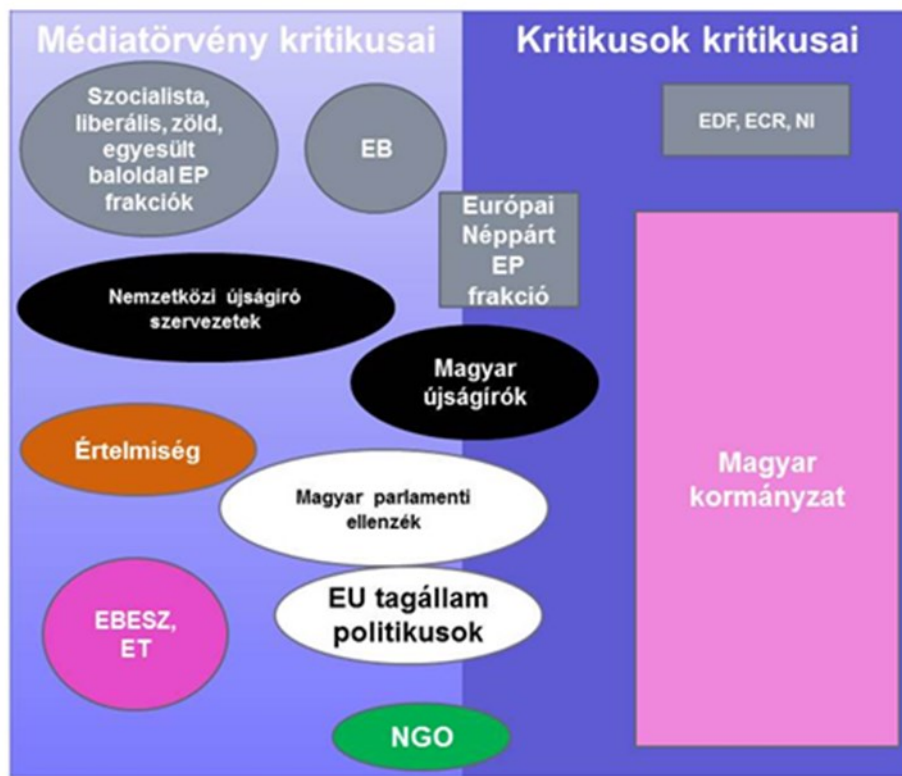 Médiatörvény kritikusai
Kritikusok kritikusai
Szocialista,
liberális, zöld,
egyesült
baloldal EP
frakciók
EB
EDF, ECR, NI
Európai
Néppárt
EP
frakció
Nemzetközi újságíró
szervezetek
Magyar
újságírók
Értelmiség
Magyar parlamenti
ellenzék
Magyar
kormányzat
EBESZ,
ET
EU tagállam
politikusok
NGO